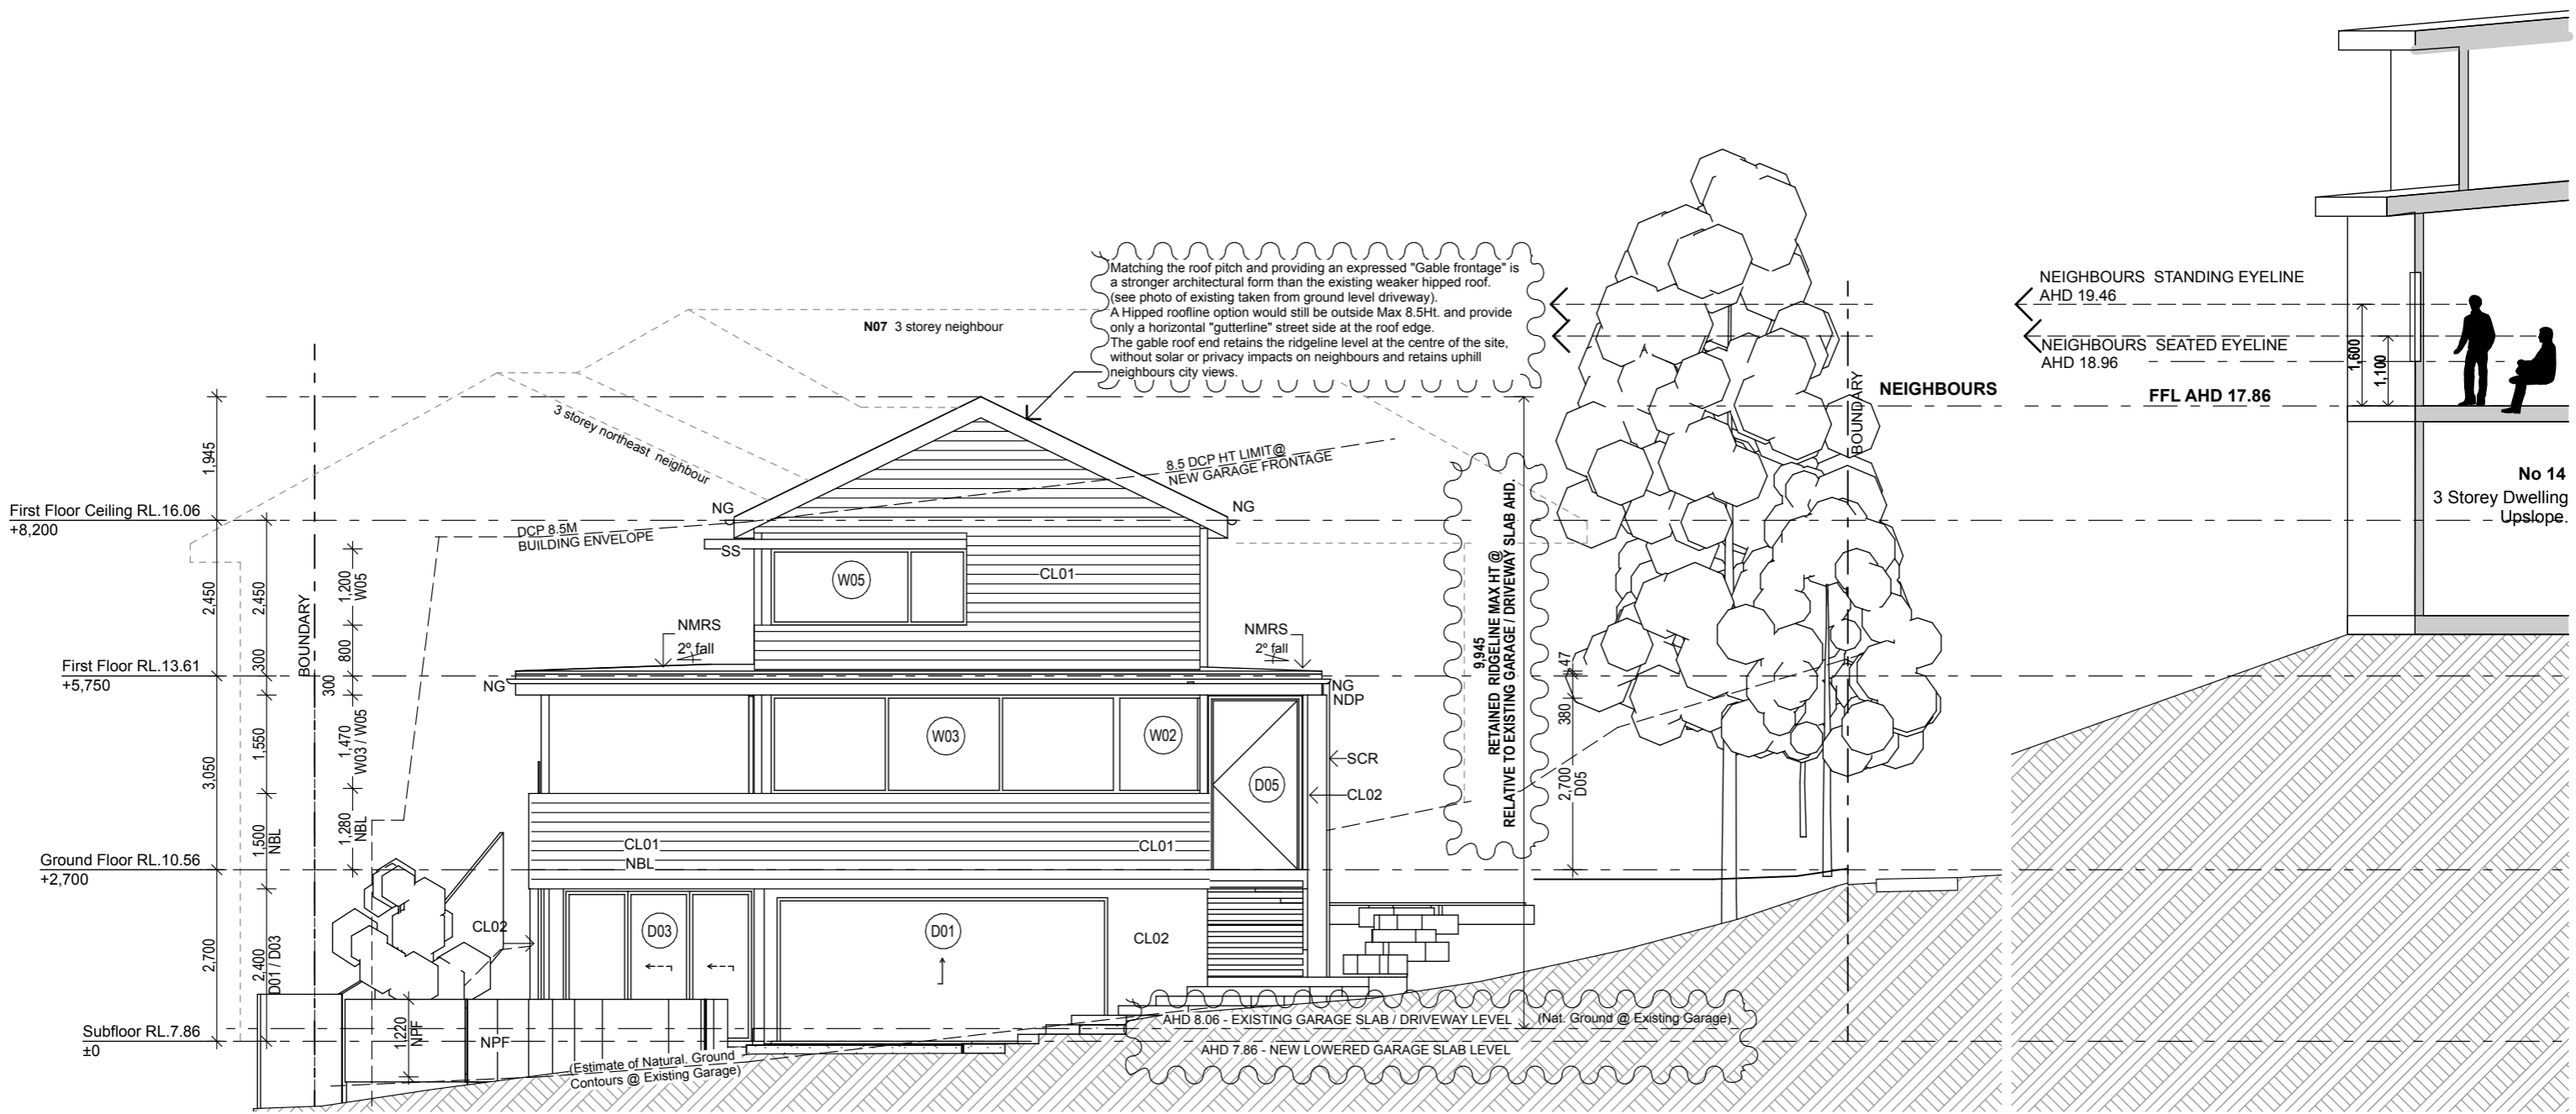 Matching the roof pitch and providing an expressed "Gable frontage" is
a stronger architectural form than the existing weaker hipped roof.
(see photo of existing taken from ground level driveway).
A Hipped roofline option would still be outside Max 8.5Ht. and provide
only a horizontal "gutterline" street side at the roof edge.
The gable roof end retains the ridgeline level at the centre of the site,
without solar or privacy impacts on neighbours and retains uphill
neighbours city views.
NEIGHBOURS STANDING EYELINE
AHD 19.46
NEIGHBOURS SEATED EYELINE
AHD 18.96
1,600
1,100
NEIGHBOURS
FFL AHD 17.86
BOUNDARY
No 14
3 Storey Dwelling
Upslope.
N07 3 storey neighbour
3 storey northeast neighbour
8.5 DCP HT LIMIT@
NEW GARAGE FRONTAGE
DCP 8.5M
BUILDING ENVELOPE
NG
NG
SS
W05
CL01
1,945
First Floor Ceiling RL.16.06
+8,200
2,450
2,450
1,200
W05
800
BOUNDARY
NMRS
2º fall
NMRS
2º fall
First Floor RL.13.61
+5,750
300
300
NG
NG
NDP
W03
W02
D05
SCR
CL02
3,050
1,550
1,470
W03 / W05
1,500
NBL
1,280
NBL
CL01
NBL
CL01
Ground Floor RL.10.56
+2,700
9,945
RETAINED RIDGELINE MAX HT @
RELATIVE TO EXISTING GARAGE / DRIVEWAY SLAB AHD.
47
380
2,700
D05
CL02
D03
D01
CL02
2,700
2,400
D01 / D03
1,220
NPF
NPF
Subfloor RL.7.86
±0
(Estimate of Natural. Ground
Contours @ Existing Garage)
AHD 8.06 - EXISTING GARAGE SLAB / DRIVEWAY LEVEL
(Nat. Ground @ Existing Garage)
AHD 7.86 - NEW LOWERED GARAGE SLAB LEVEL